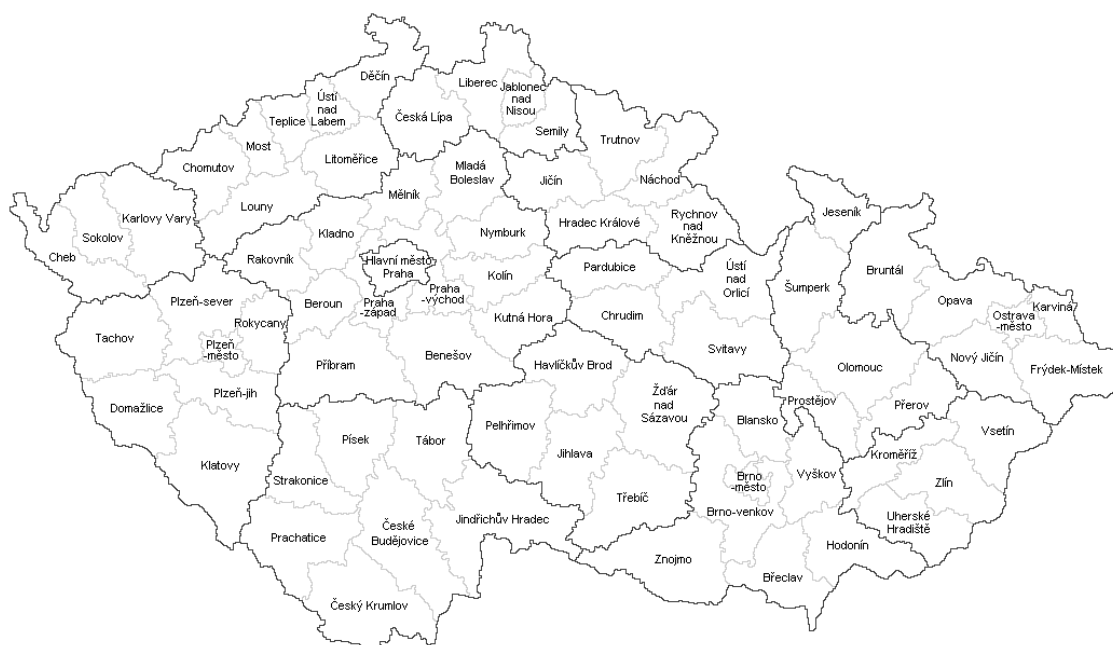 Děčín
Liberec
Jablonec
nad
Nisou
Ústí
nad
Labem
Teplice
Česká Lípa
Semily
Trutnov
Most
Chomutov
Litoměřice
Mladá
Boleslav
Jičín
Náchod
Mělník
Louny
Karlovy Vary
Sokolov
Cheb
Kladno
Rakovník
Nymburk
Hradec Králové
Rychnov
nad
Kněžnou
Jeseník
Hlavní město
Praha
Kolín
Pardubice
Ústí
nad
Orlicí
Šumperk
Bruntál
Plzeň-sever
Beroun
Praha
-západ
Praha
-východ
Kutná Hora
Chrudim
Opava
Ostrava
-město
Karviná
Rokycany
Tachov
Plzeň
-město
Příbram
Benešov
Havlíčkův Brod
Svitavy
Olomouc
Nový Jičín
Frýdek-Místek
Plzeň-jih
Domažlice
Žďár
nad
Sázavou
Prostějov
Přerov
Blansko
Vsetín
Písek
Tábor
Pelhřimov
Klatovy
Jihlava
Kroměříž
Strakonice
Brno
-město
Vyškov
Zlín
Třebíč
Brno-venkov
Uherské
Hradiště
České
Budějovice
Jindřichův Hradec
Prachatice
Hodonín
Znojmo
Břeclav
Český Krumlov